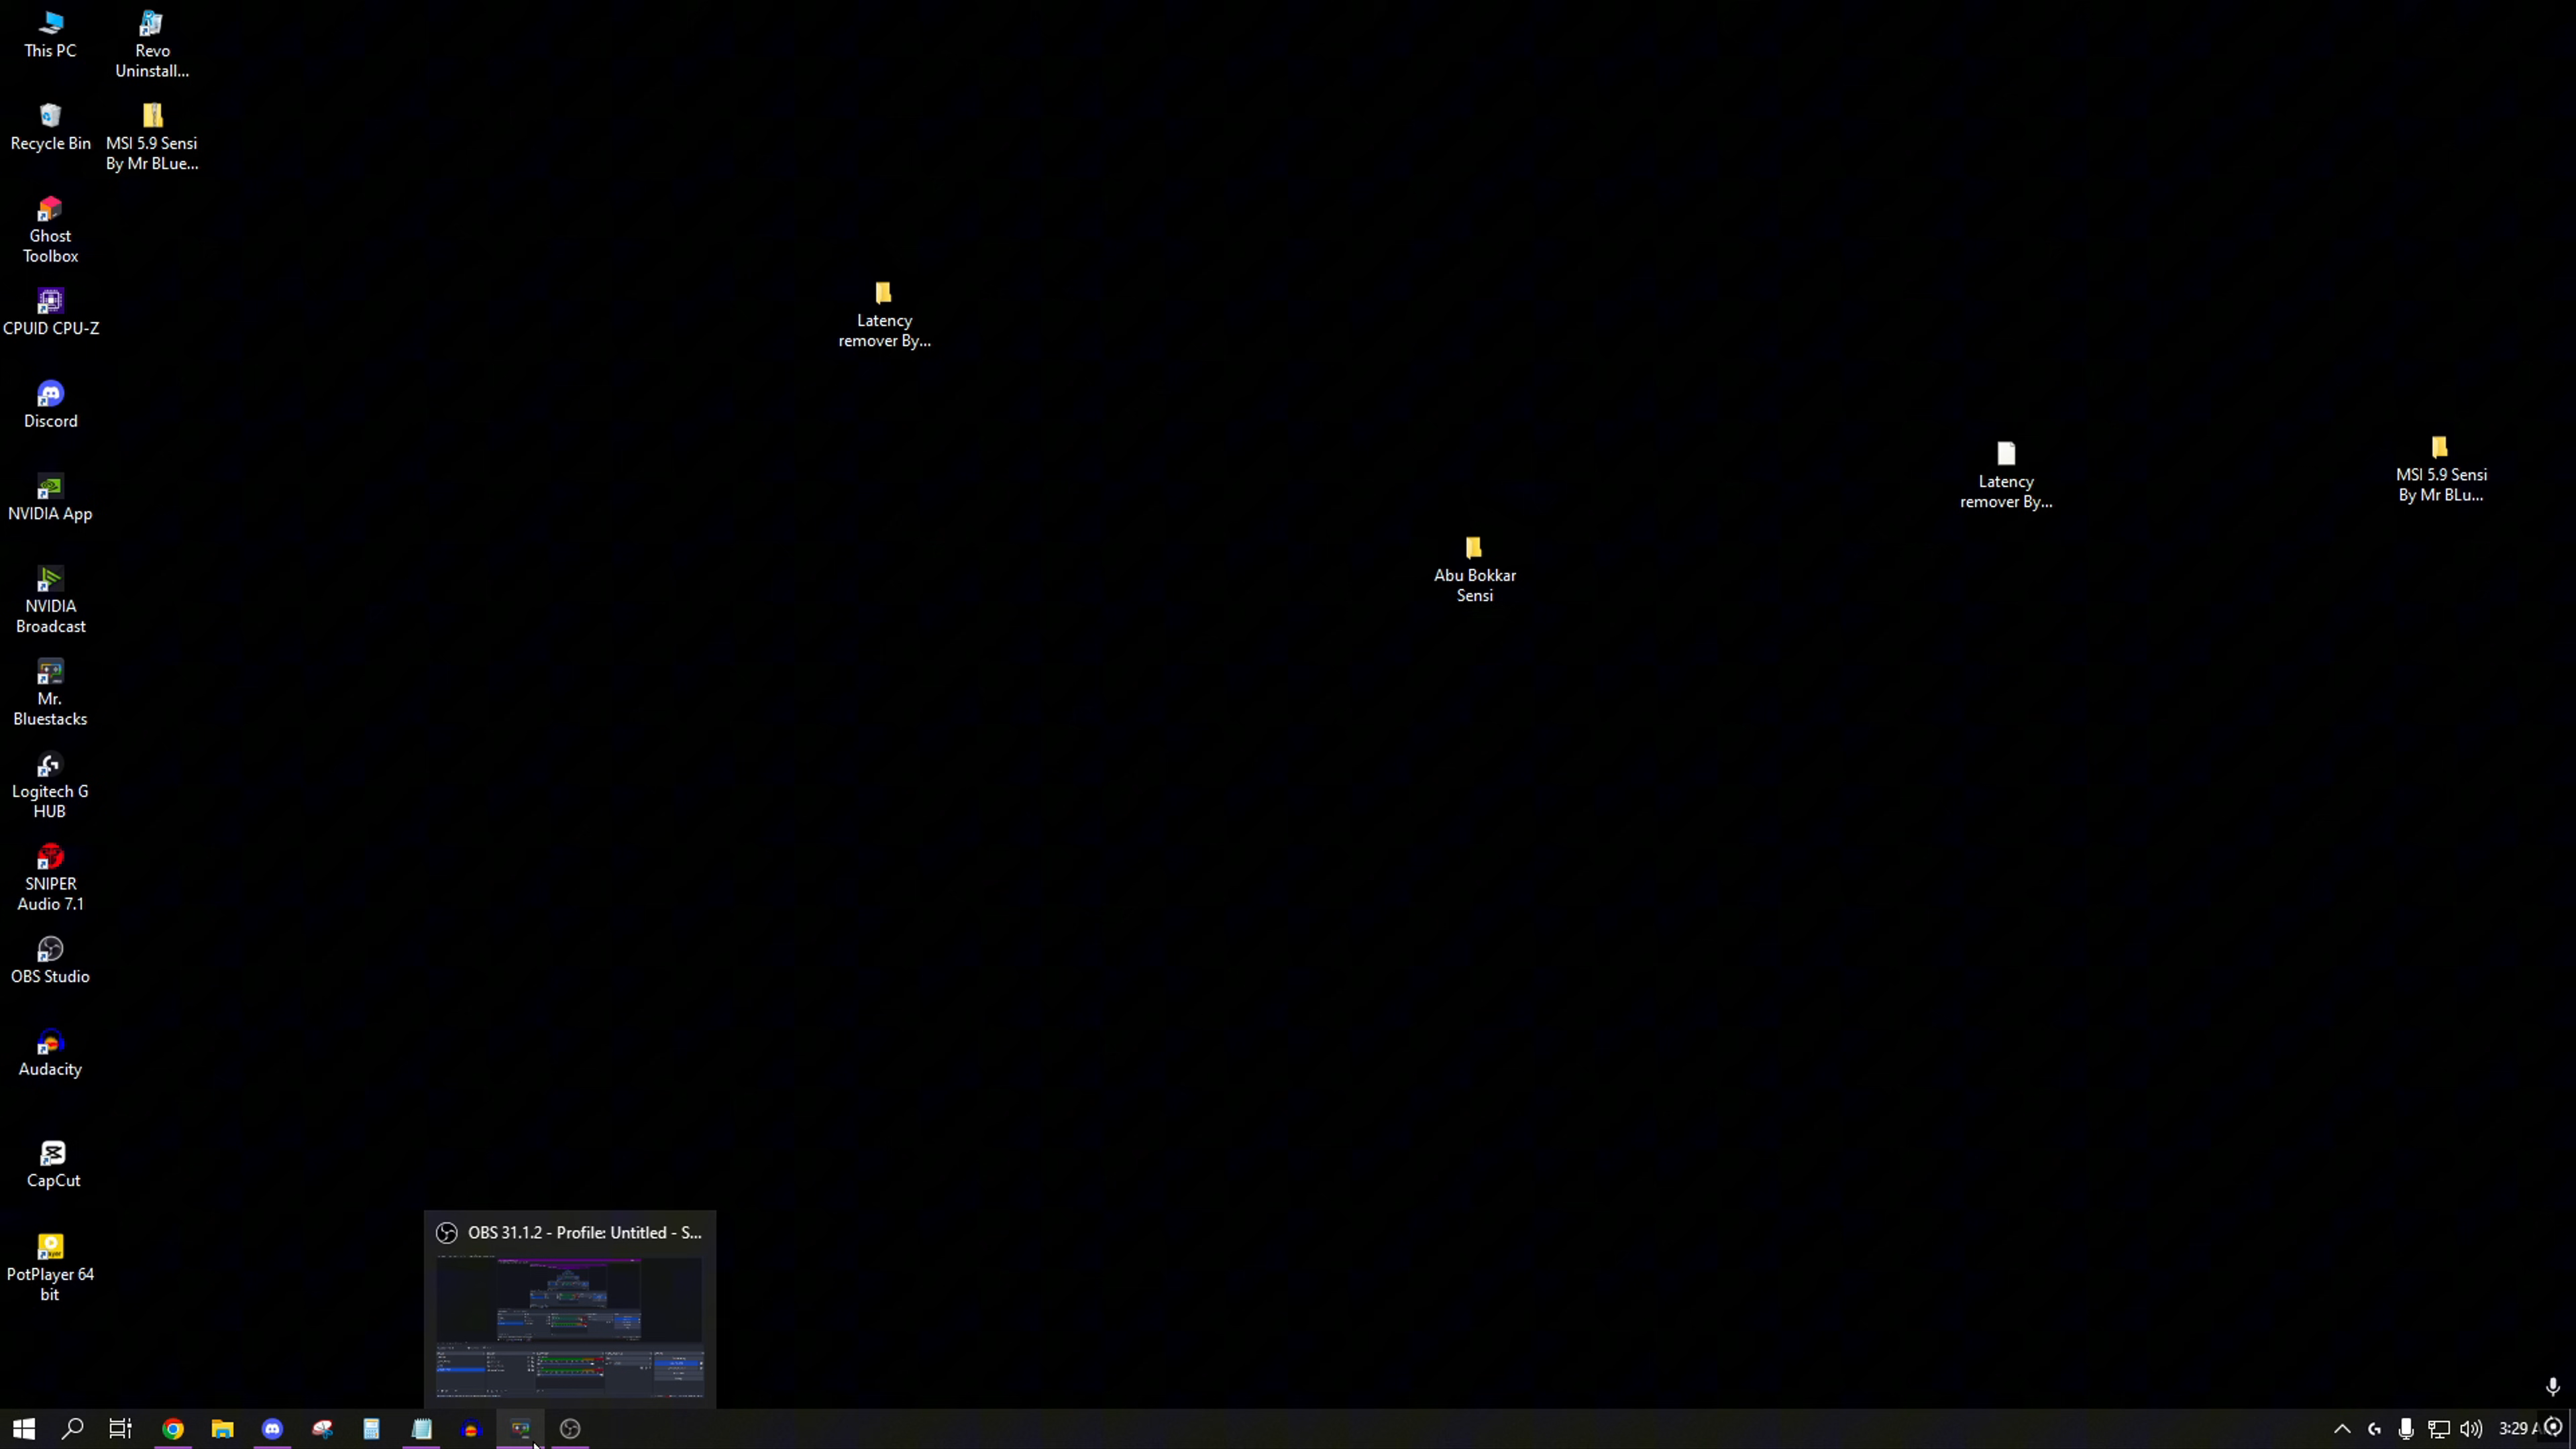 This PC
Revo
Uninstall...
Recycle Bin
MSI 5.9 Sensi
By Mr BLue...
Ghost
Toolbox
CPUID CPU-Z
Latency
remover By...
Discord
NVIDIA App
Latency
remover By...
MSI 5.9 Sensi
By Mr BLu...
Abu Bokkar
Sensi
NVIDIA
Broadcast
Mr.
Bluestacks
Logitech G
HUB
SNIPER
Audio 7.1
OBS Studio
Audacity
CapCut
PotPlayer 64
bit
OBS 31.1.2 - Profile: Untitled - S...
3:29